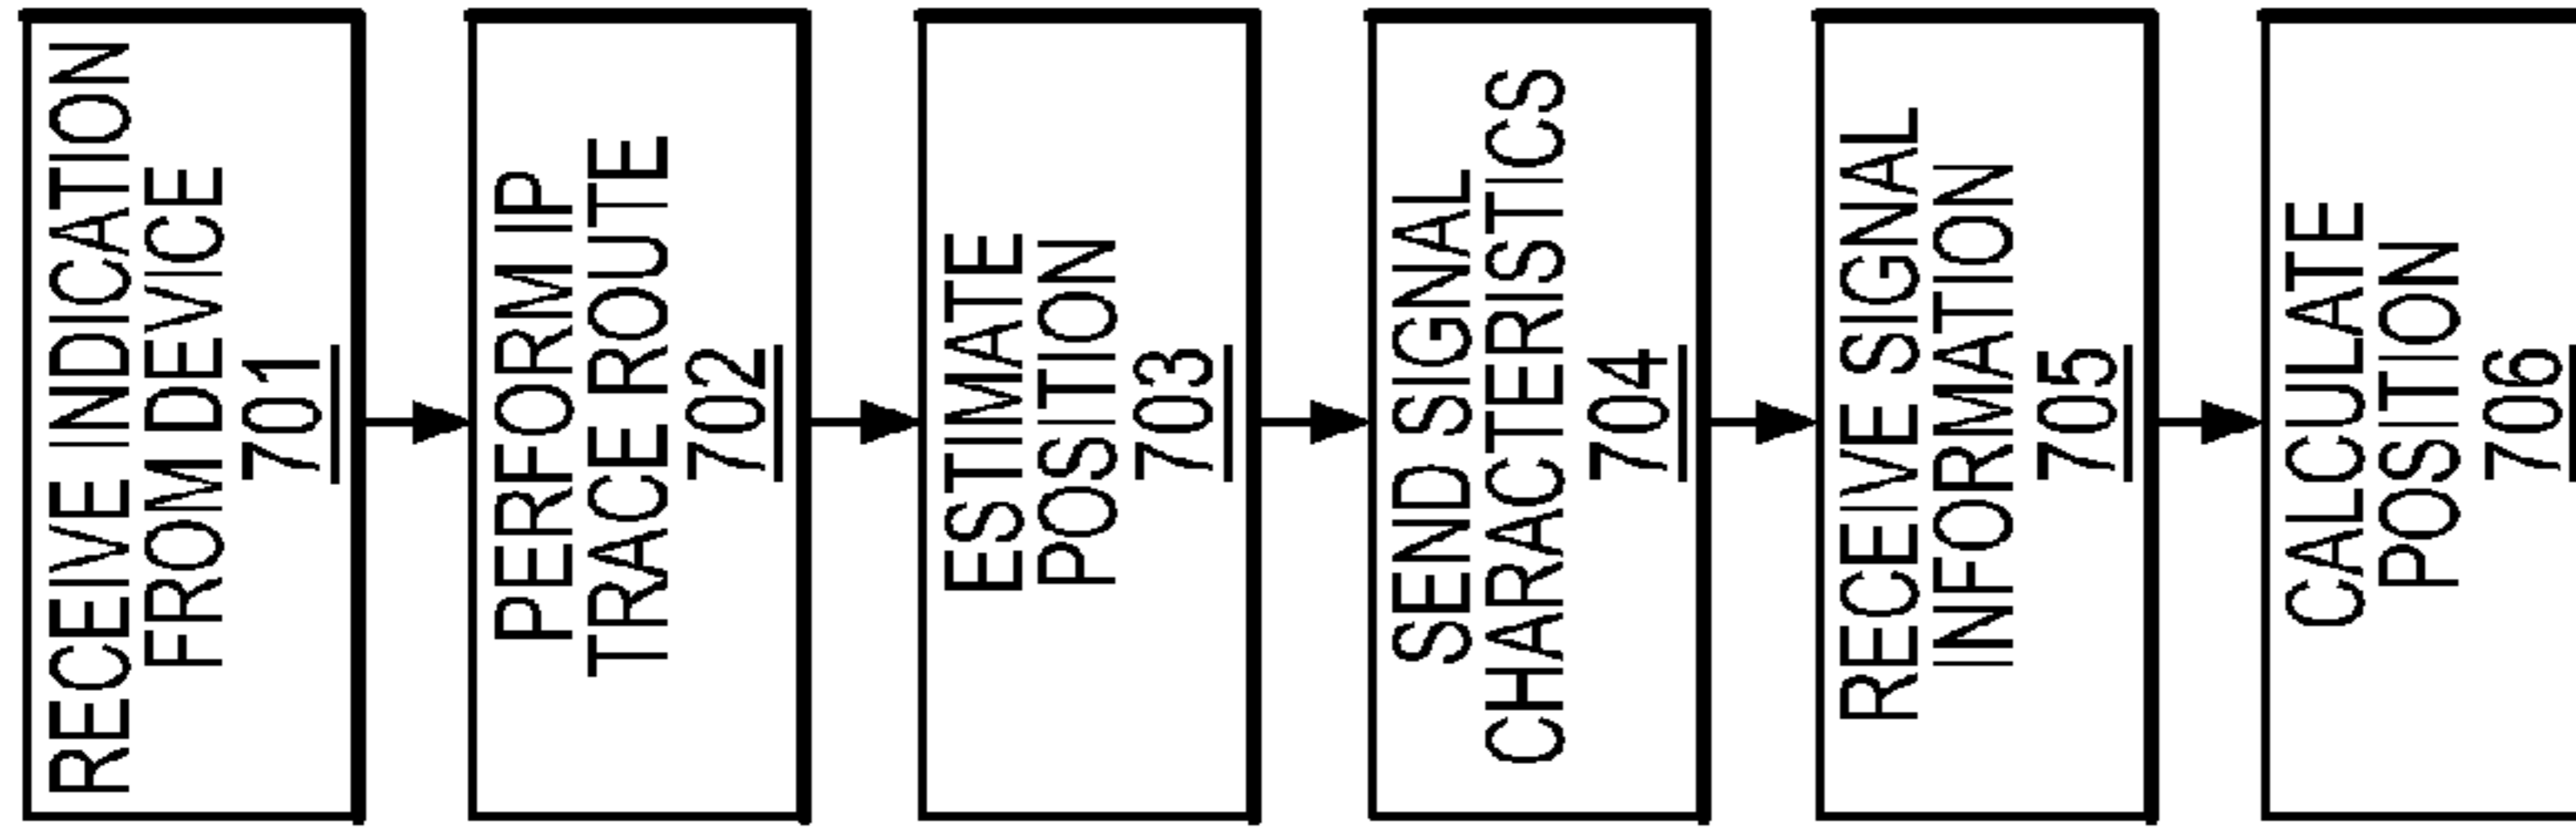 RECEIVE INDICATION
FROM DEVICE
701
PERFORM IP
TRACE ROUTE
702
ESTIMATE
POSITION
703
SEND SIGNAL
CHARACTERISTICS
704
RECEIVE SIGNAL
INFORMATION
705
CALCULATE
POSITION
706